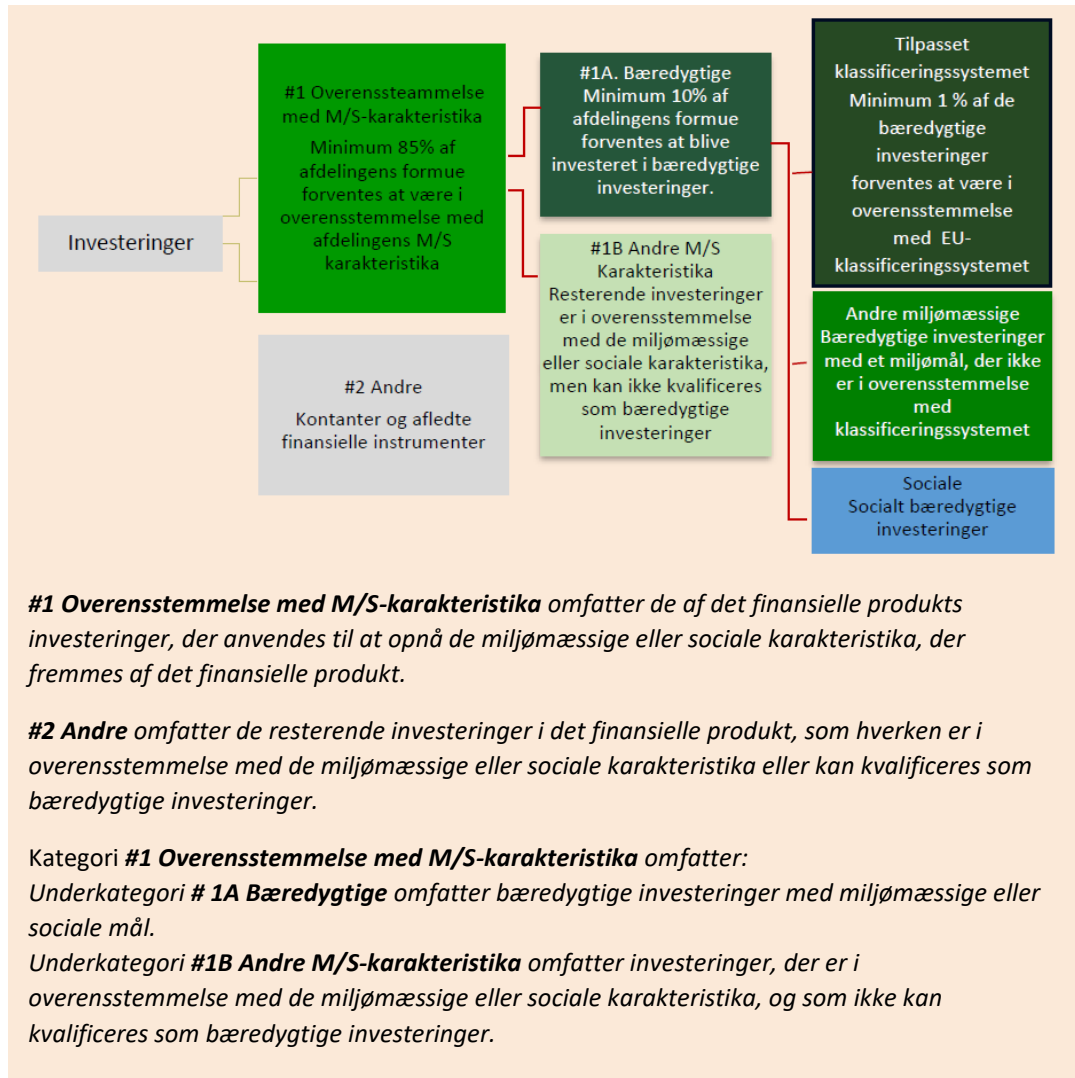 Investeringer
#1 Overenssteammelse
med M/S-karakteristika
Minimum 85% af
afdelingens formue
forventes at være i
overensstemmelse med
afdelingens M/S
karakteristika
#2 Andre
Kontanter og afledte
finansielle instrumenter
#1A. Bæredygtige
Minimum 10% af
afdelingens formue
forventes at blive
investeret i bæredygtige
investeringer.
#1B Andre M/S
Karakteristika
Resterende investeringer
er i overensstemmelse
med de miljømæssige
eller sociale karakteristika,
men kan ikke kvalificeres
som bæredygtige
investeringer
Tilpasset
klassificeringssystemet
Minimum 1 % af de
bæredygtige
investeringer
forventes at være i
overensstemmelse
med EU-
klassificeringssystemet
Andre miljømæssige
Bæredygtige investeringer
med et miljømål, der ikke
er i overensstemmelse
med
klassificeringssystemet
Sociale
Socialt bæredygtige
investeringer
#1 Overensstemmelse med M/S-karakteristika omfatter de af det finansielle produkts
investeringer, der anvendes til at opnå de miljømæssige eller sociale karakteristika, der
fremmes af det finansielle produkt.
#2 Andre omfatter de resterende investeringer i det finansielle produkt, som hverken er i
overensstemmelse med de miljømæssige eller sociale karakteristika eller kan kvalificeres som
bæredygtige investeringer.
Kategori #1 Overensstemmelse med M/S-karakteristika omfatter:
Underkategori # 1A Bæredygtige omfatter bæredygtige investeringer med miljømæssige eller
sociale mål.
Underkategori #1B Andre M/S-karakteristika omfatter investeringer, der er i
overensstemmelse med de miljømæssige eller sociale karakteristika, og som ikke kan
kvalificeres som bæredygtige investeringer.